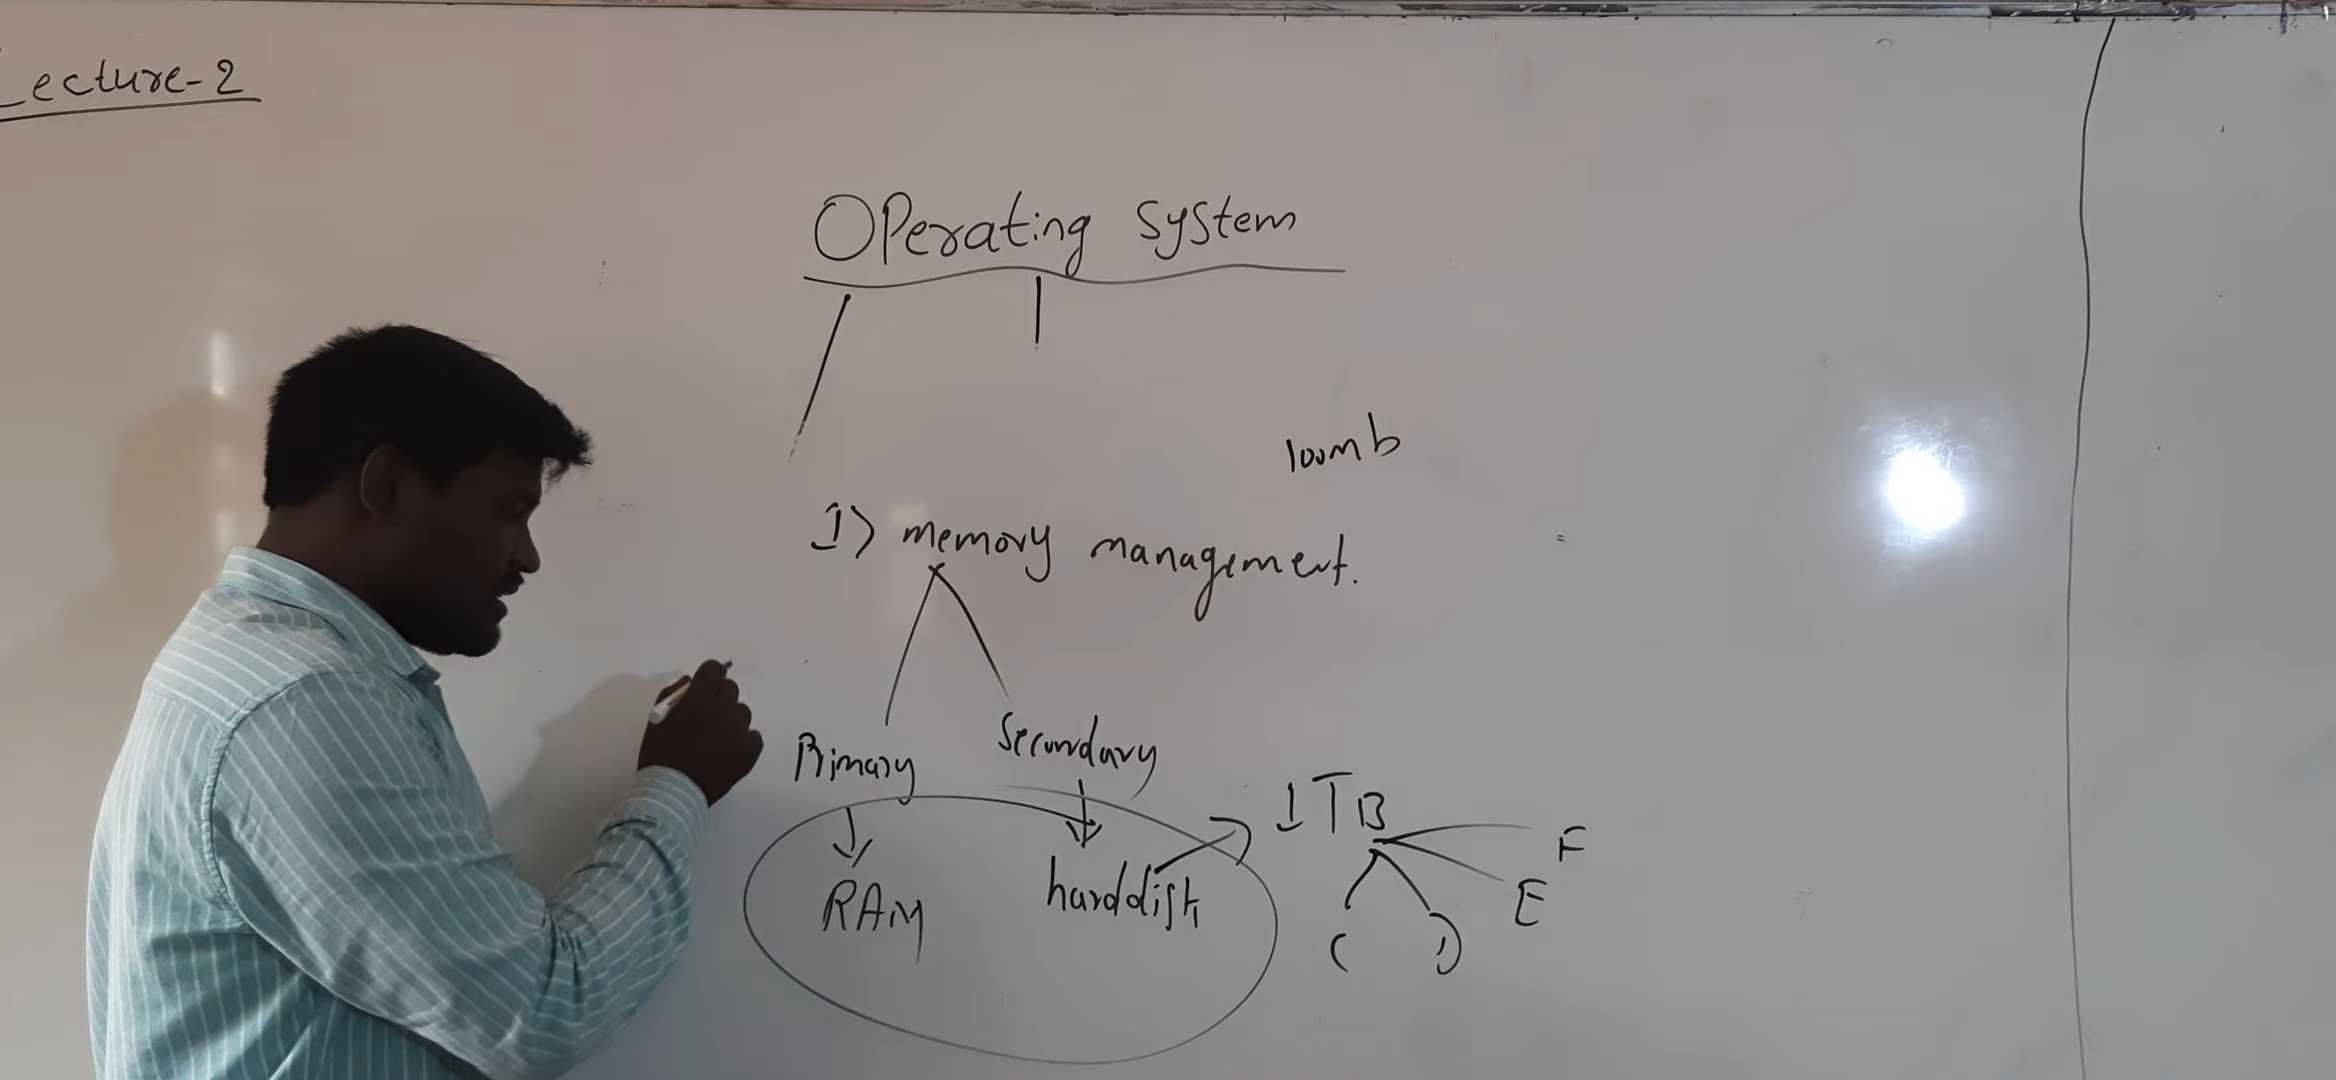 Lecture-2
Operating system
100mb
1) memory management.
Primary Secondary
RAM harddisk
1TB
C D E F